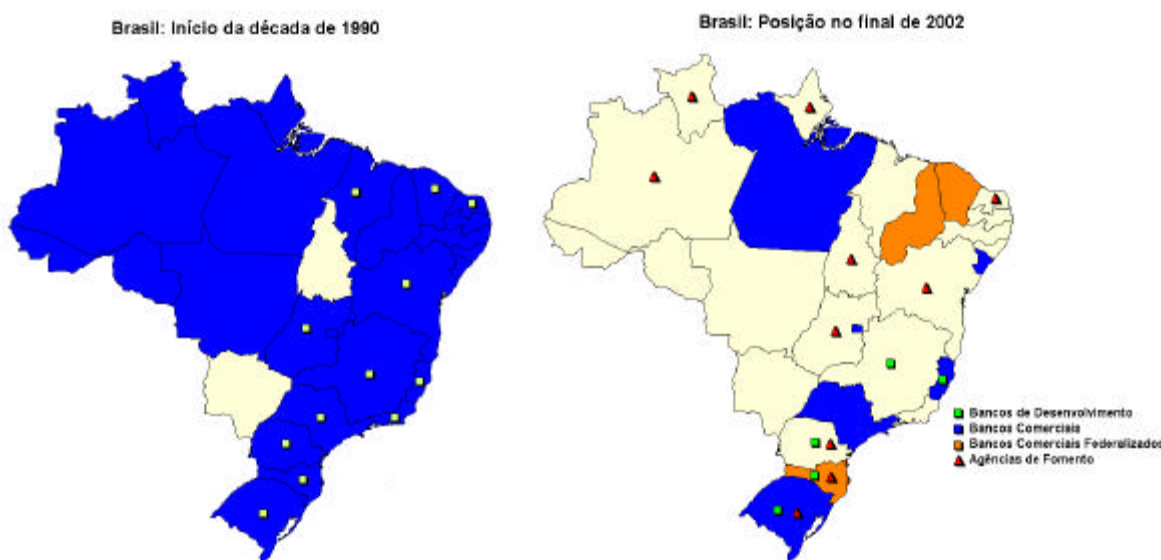 Brasil: Início da década de 1990
Brasil: Posição no final de 2002
Bancos de Desenvolvimento
Bancos Comerciais
Bancos Comerciais Federalizados
Agências de Fomento